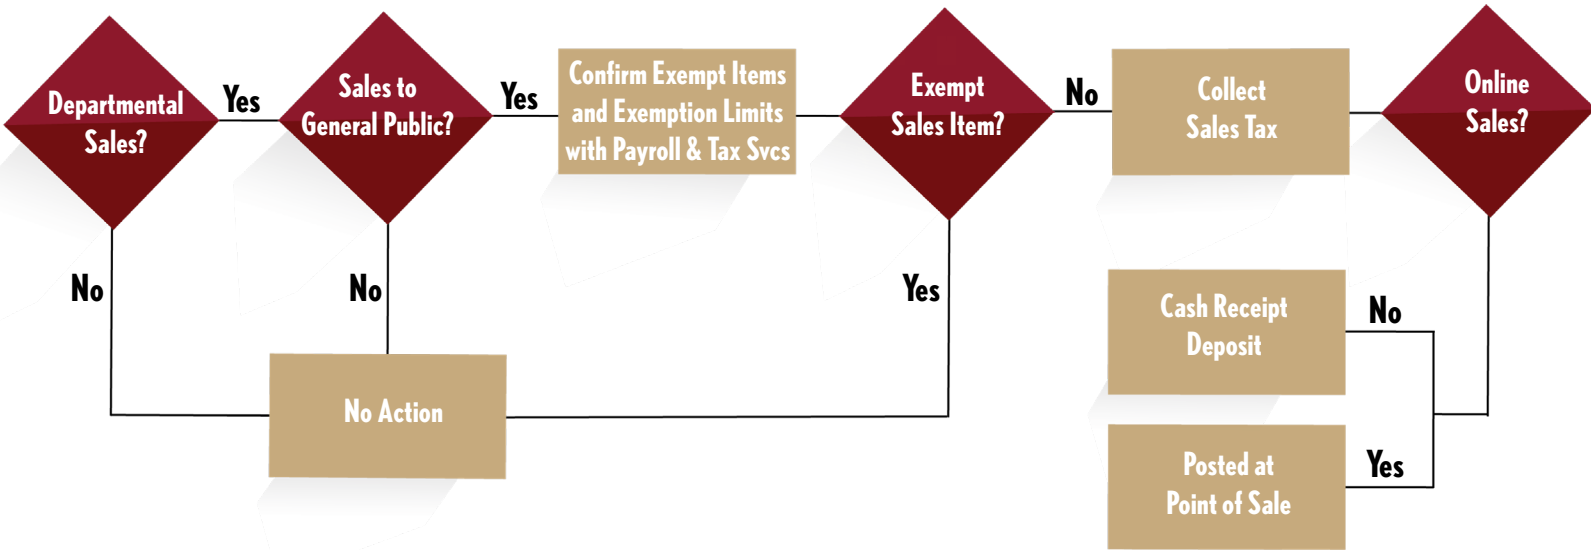 Departmental
Sales?
Yes
Sales to
General Public?
Yes
Confirm Exempt Items
and Exemption Limits
with Payroll & Tax Svcs
Exempt
Sales Item?
No
Collect
Sales Tax
Online
Sales?
No
No
Yes
No Action
Cash Receipt
Deposit
No
Posted at
Point of Sale
Yes